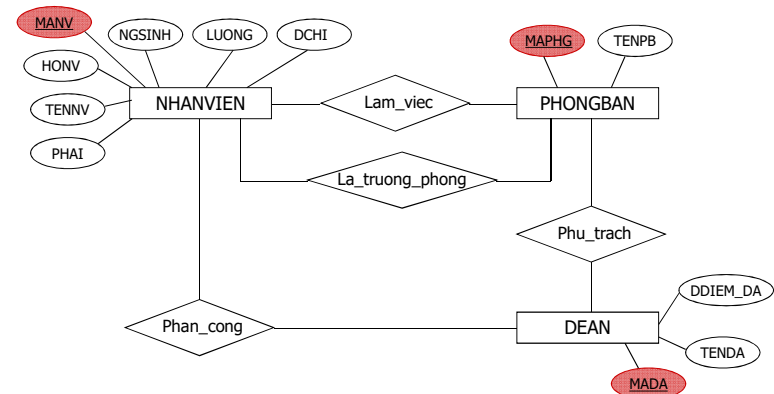 MANV
MAPHG
NGSINH
LUONG
DCHI
TENPB
HONV
NHANVIEN
Lam_viec
PHONGBAN
TENNV
PHAI
La_truong_phong
Phu_trach
DDIEM_DA
Phan_cong
DEAN
TENDA
MADA